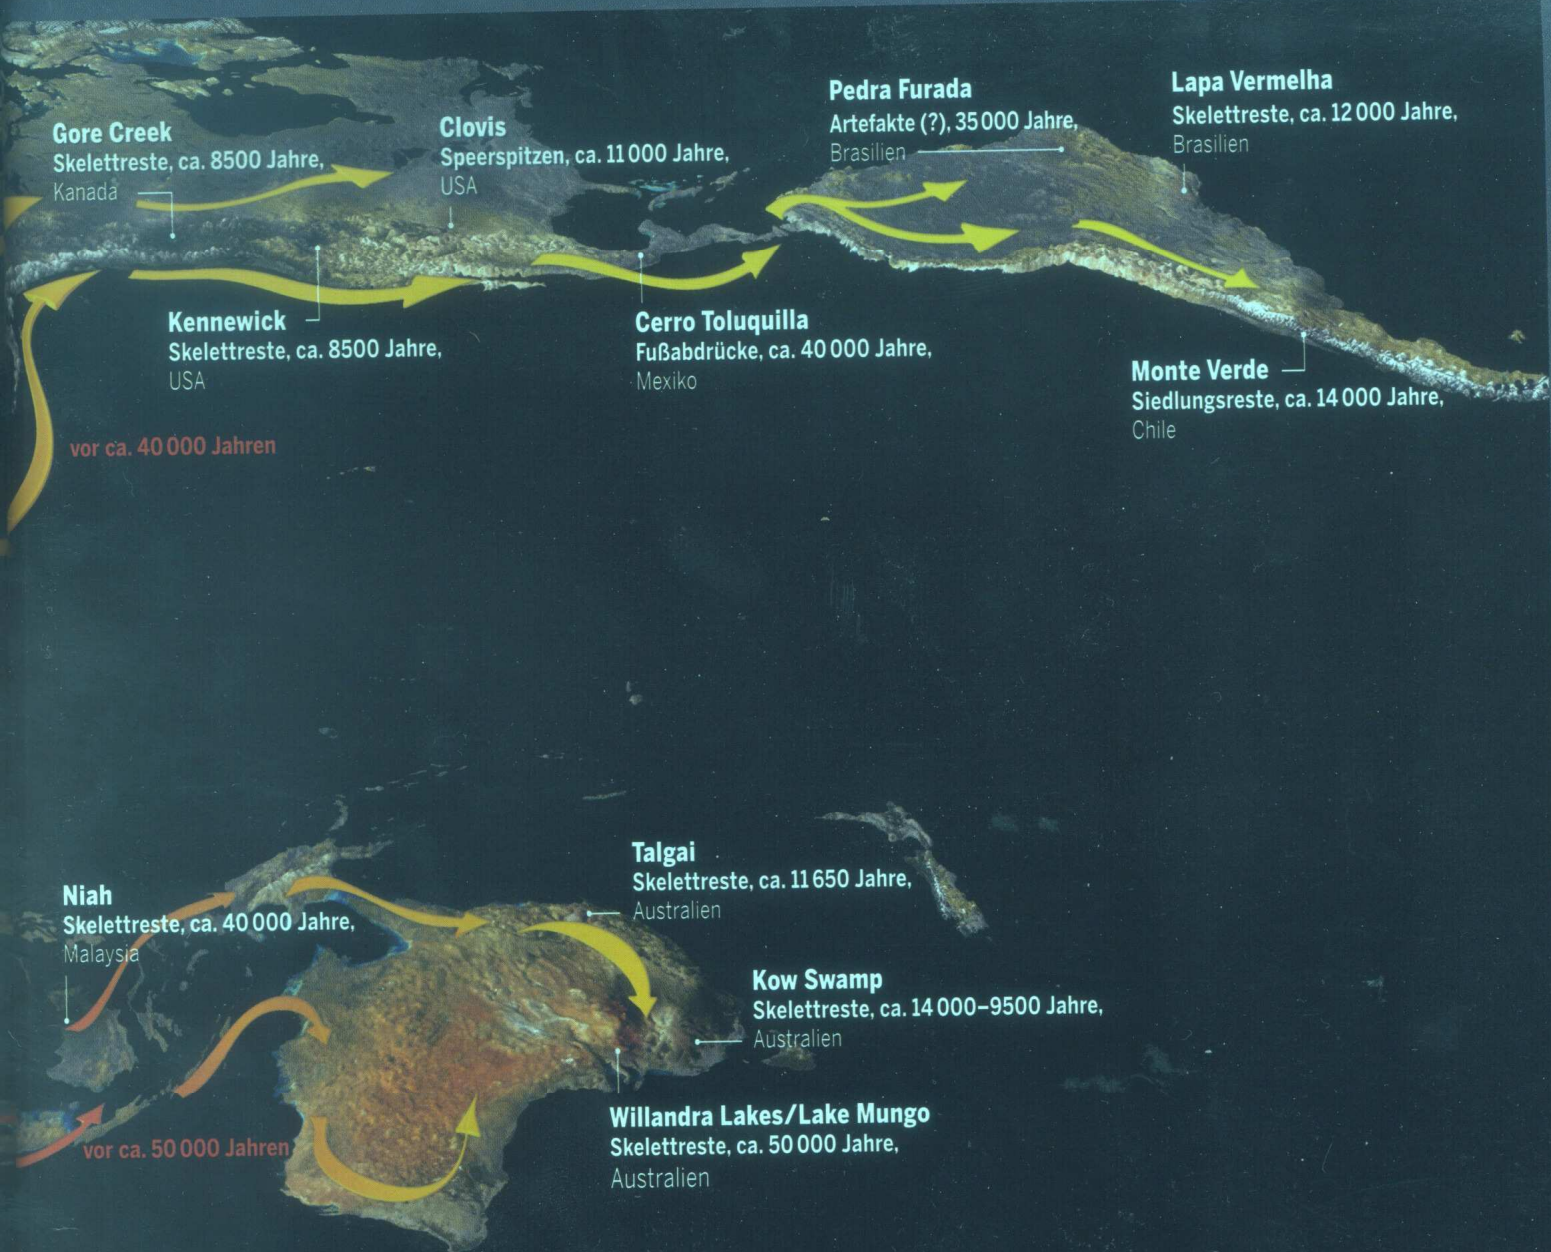 Gore Creek
Skelettreste, ca. 8500 Jahre,
Kanada
Clovis
Speerspitzen, ca. 11 000 Jahre,
USA
Pedra Furada
Artefakte (?), 35 000 Jahre,
Brasilien
Lapa Vermelha
Skelettreste, ca. 12 000 Jahre,
Brasilien
Kennewick
Skelettreste, ca. 8500 Jahre,
USA
Cerro Toluquilla
Fußabdrücke, ca. 40 000 Jahre,
Mexiko
Monte Verde
Siedlungsreste, ca. 14 000 Jahre,
Chile
vor ca. 40 000 Jahren
Talgai
Skelettreste, ca. 11 650 Jahre,
Australien
Niah
Skelettreste, ca. 40 000 Jahre,
Malaysia
Kow Swamp
Skelettreste, ca. 14 000–9500 Jahre,
Australien
Willandra Lakes/Lake Mungo
Skelettreste, ca. 50 000 Jahre,
Australien
vor ca. 50 000 Jahren